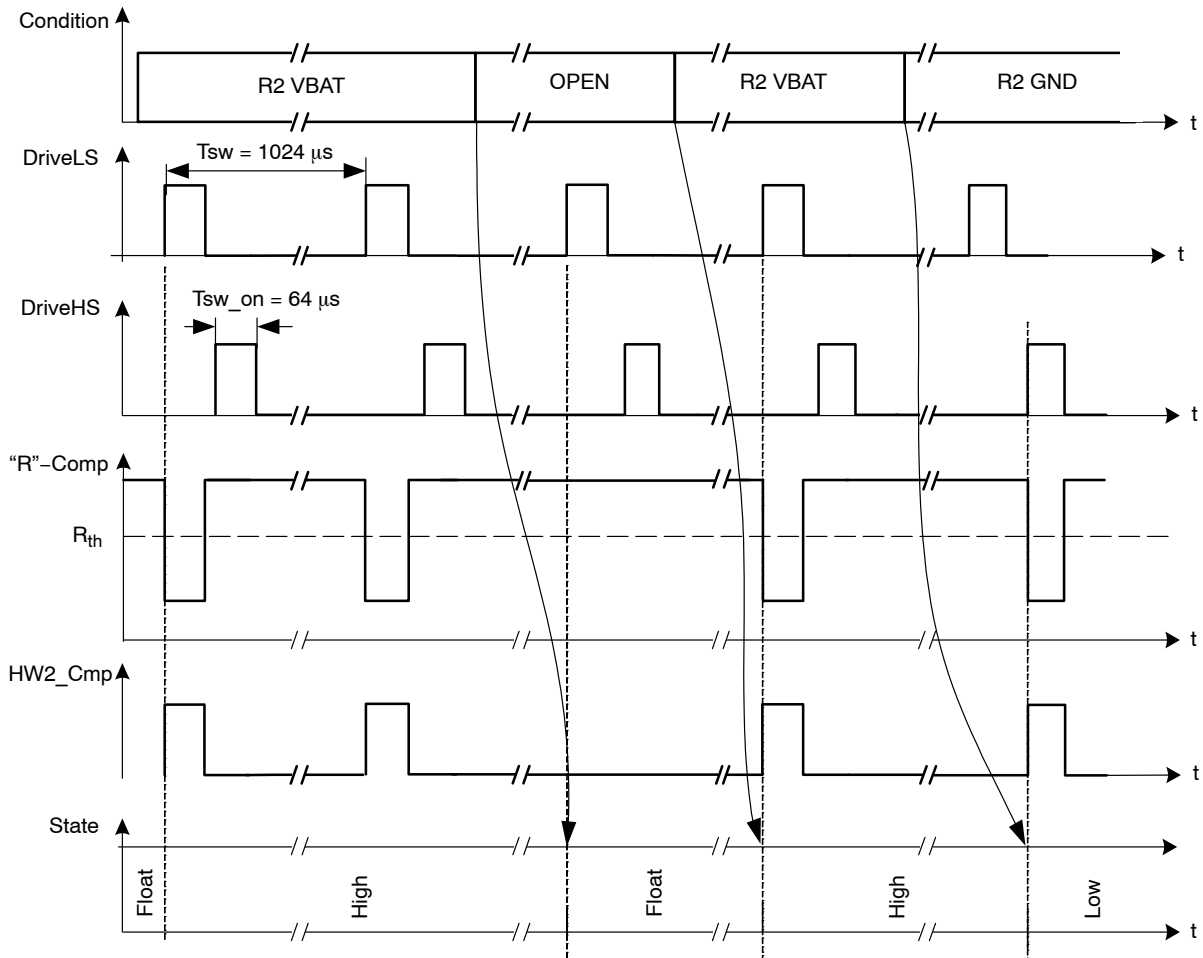 Condition
R2 VBAT
OPEN
R2 VBAT
R2 GND
t
DriveLS
Tsw = 1024 μs
t
DriveHS
Tsw_on = 64 μs
t
“R”−Comp
Rth
t
HW2_Cmp
t
State
Float
High
Float
High
Low
t